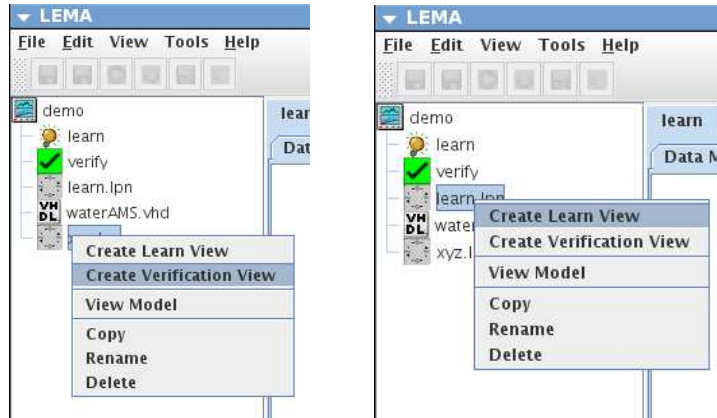 LEMA
File Edit View Tools Help
demo
learn
verify
learn.lpn
VHDL waterAMS.vhd
lear
Dat
Create Learn View
Create Verification View
View Model
Copy
Rename
Delete
LEMA
File Edit View Tools Help
demo
learn
verify
learn.lpn
VHDL water
xyz.l
learn
Data M
Create Learn View
Create Verification View
View Model
Copy
Rename
Delete